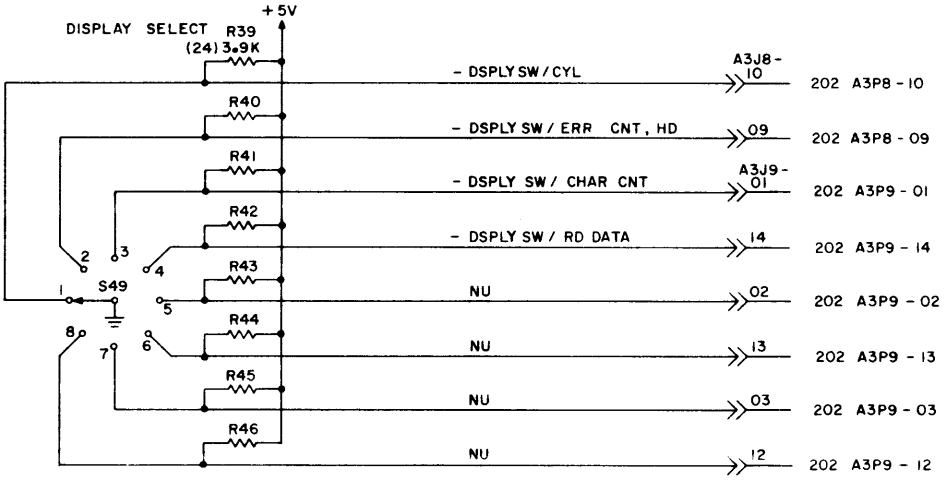 +5V
DISPLAY SELECT R39
(24) 3.9K
- DSPLY SW/CYL
A3J8-
10
202 A3P8-10
R40
- DSPLY SW/ ERR CNT, HD
09
202 A3P8-09
R41
- DSPLY SW/ CHAR CNT
A3J9-
01
202 A3P9-01
R42
- DSPLY SW/ RD DATA
14
202 A3P9-14
2
3
4
R43
1
S49
5
NU
02
202 A3P9-02
R44
8
7
6
NU
13
202 A3P9-13
R45
NU
03
202 A3P9-03
R46
NU
12
202 A3P9-12